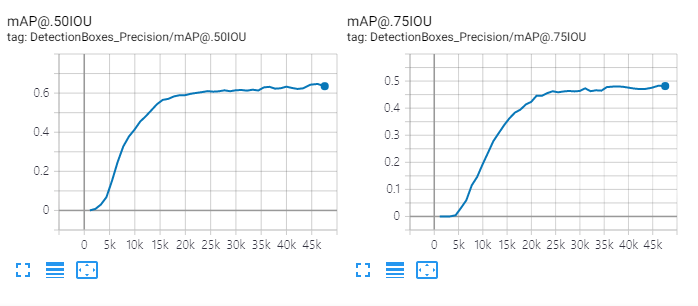 mAP@.50IOU
tag: DetectionBoxes_Precision/mAP@.50IOU
0.6
0.4
0.2
0
0 5k 10k 15k 20k 25k 30k 35k 40k 45k
mAP@.75IOU
tag: DetectionBoxes_Precision/mAP@.75IOU
0.5
0.4
0.3
0.2
0.1
0
0 5k 10k 15k 20k 25k 30k 35k 40k 45k